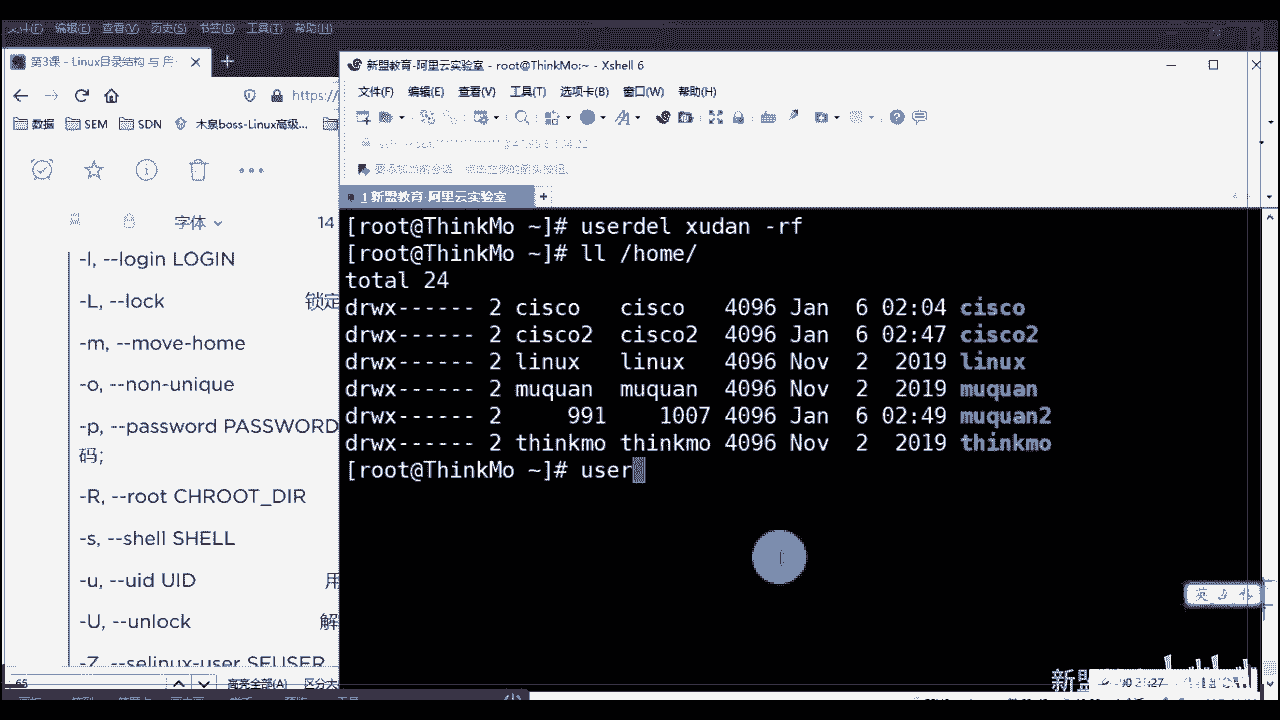 文件(F) 编辑(E) 查看(V) 历史(S) 书签(B) 工具(T) 帮助(H)
第3课 - Linux目录结构 与 用
https://
数据 SEM SDN 木泉boss-Linux高级...
字体 14
-l, --login LOGIN
-L, --lock 锁定
-m, --move-home
-o, --non-unique
-p, --password PASSWORD
码;
-R, --root CHROOT_DIR
-s, --shell SHELL
-u, --uid UID 用
-U, --unlock 解
-Z, --selinux-user SEUSER
65 高亮全部(A) 区分大
新盟教育-阿里云实验室 - root@ThinkMo:~ - Xshell 6
文件(F) 编辑(E) 查看(V) 工具(T) 选项卡(B) 窗口(W) 帮助(H)
1 新盟教育-阿里云实验室
[root@ThinkMo ~]# userdel xudan -rf
[root@ThinkMo ~]# ll /home/
total 24
drwx------ 2 cisco cisco 4096 Jan 6 02:04 cisco
drwx------ 2 cisco2 cisco2 4096 Jan 6 02:47 cisco2
drwx------ 2 linux linux 4096 Nov 2 2019 linux
drwx------ 2 muquan muquan 4096 Nov 2 2019 muquan
drwx------ 2 991 1007 4096 Jan 6 02:49 muquan2
drwx------ 2 thinkmo thinkmo 4096 Nov 2 2019 thinkmo
[root@ThinkMo ~]# user
英
新盟